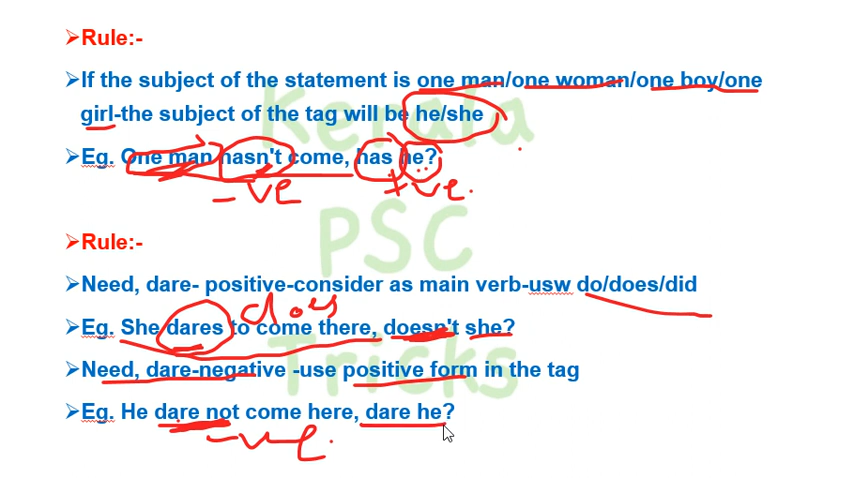 ➤Rule:-
➤If the subject of the statement is one man/one woman/one boy/one
girl-the subject of the tag will be he/she
➤Eg. One man hasn't come, has he?
-ve +ve.
➤Rule:-
➤Need, dare- positive-consider as main verb-usw do/does/did
does
➤Eg. She dares to come there, doesn't she?
➤Need, dare-negative -use positive form in the tag
➤Eg. He dare not come here, dare he?
-ve.
Kerala
PSC
Tricks